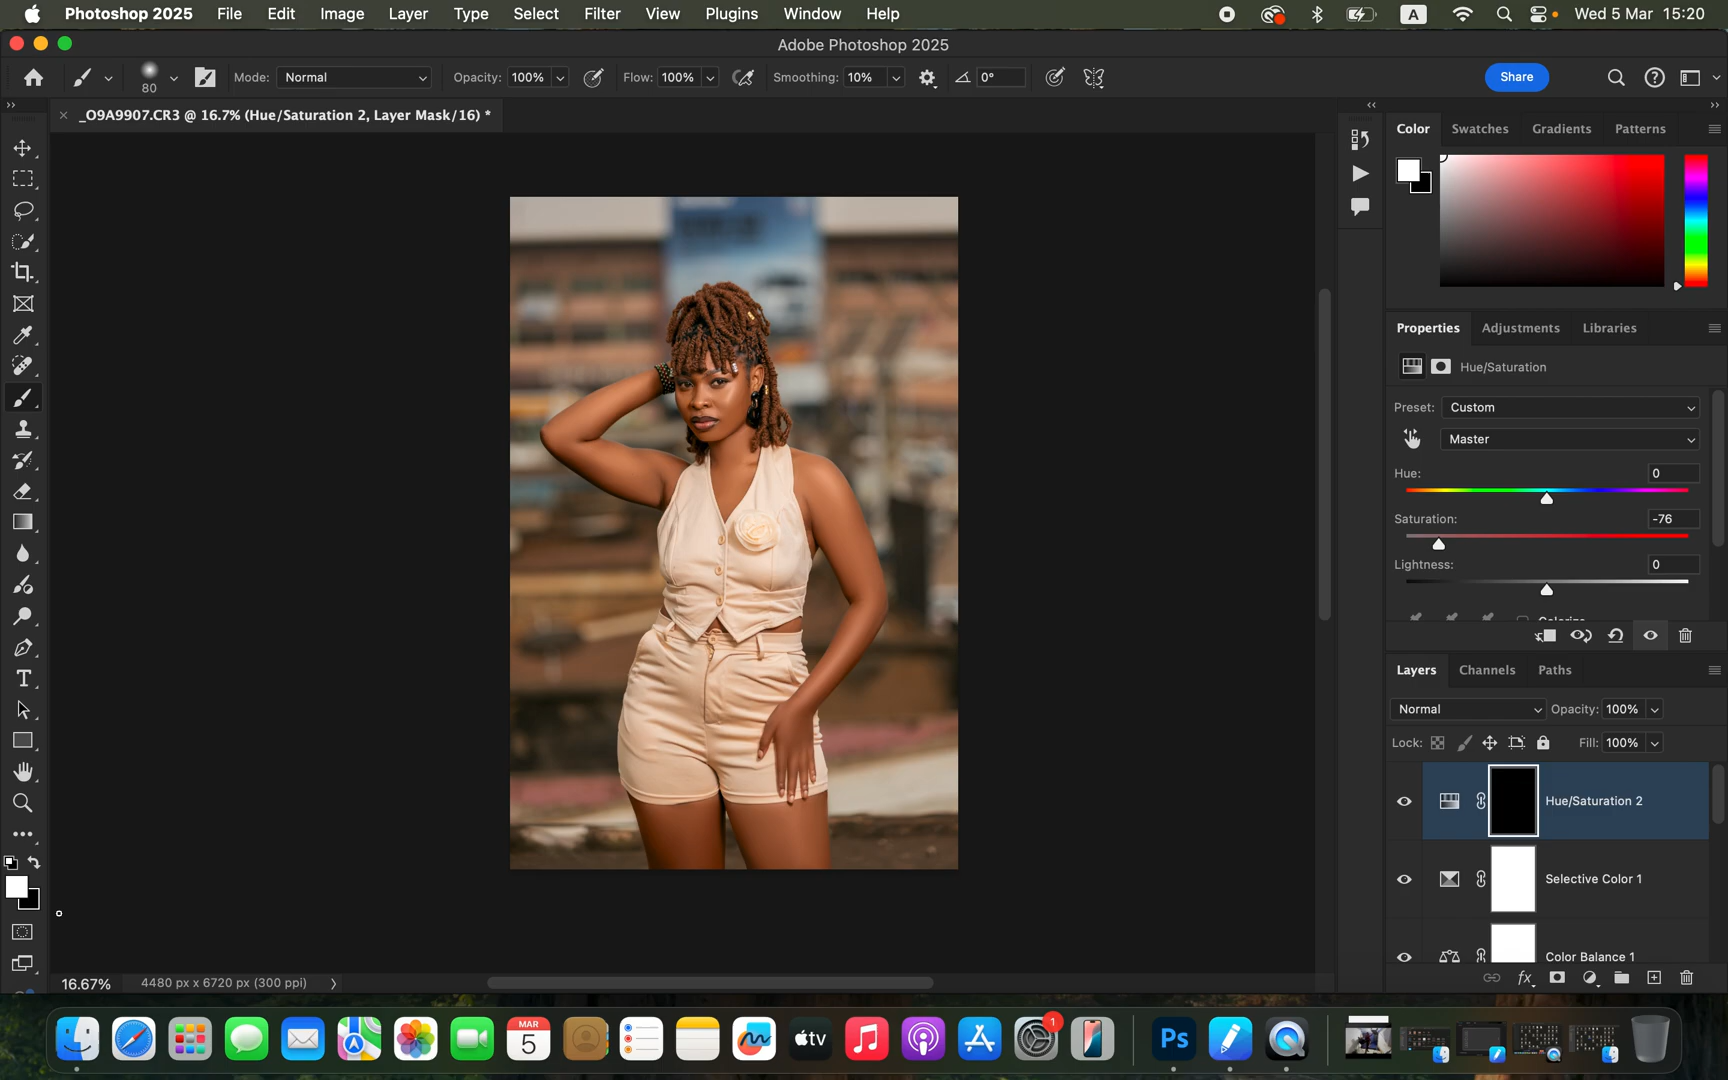 Photoshop 2025 File Edit Image Layer Type Select Filter View Plugins Window Help A Wed 5 Mar 15:20
Adobe Photoshop 2025
80 Mode: Normal Opacity: 100% Flow: 100% Smoothing: 10% 0° Share
_O9A9907.CR3 @ 16.7% (Hue/Saturation 2, Layer Mask/16) *
Color Swatches Gradients Patterns
Properties Adjustments Libraries
Hue/Saturation
Preset: Custom
Master
Hue: 0
Saturation: -76
Lightness: 0
Colorize
Layers Channels Paths
Normal Opacity: 100%
Lock: Fill: 100%
Hue/Saturation 2
Selective Color 1
Color Balance 1
fx
16.67% 4480 px x 6720 px (300 ppi)
MAR
5
tv
1
Ps